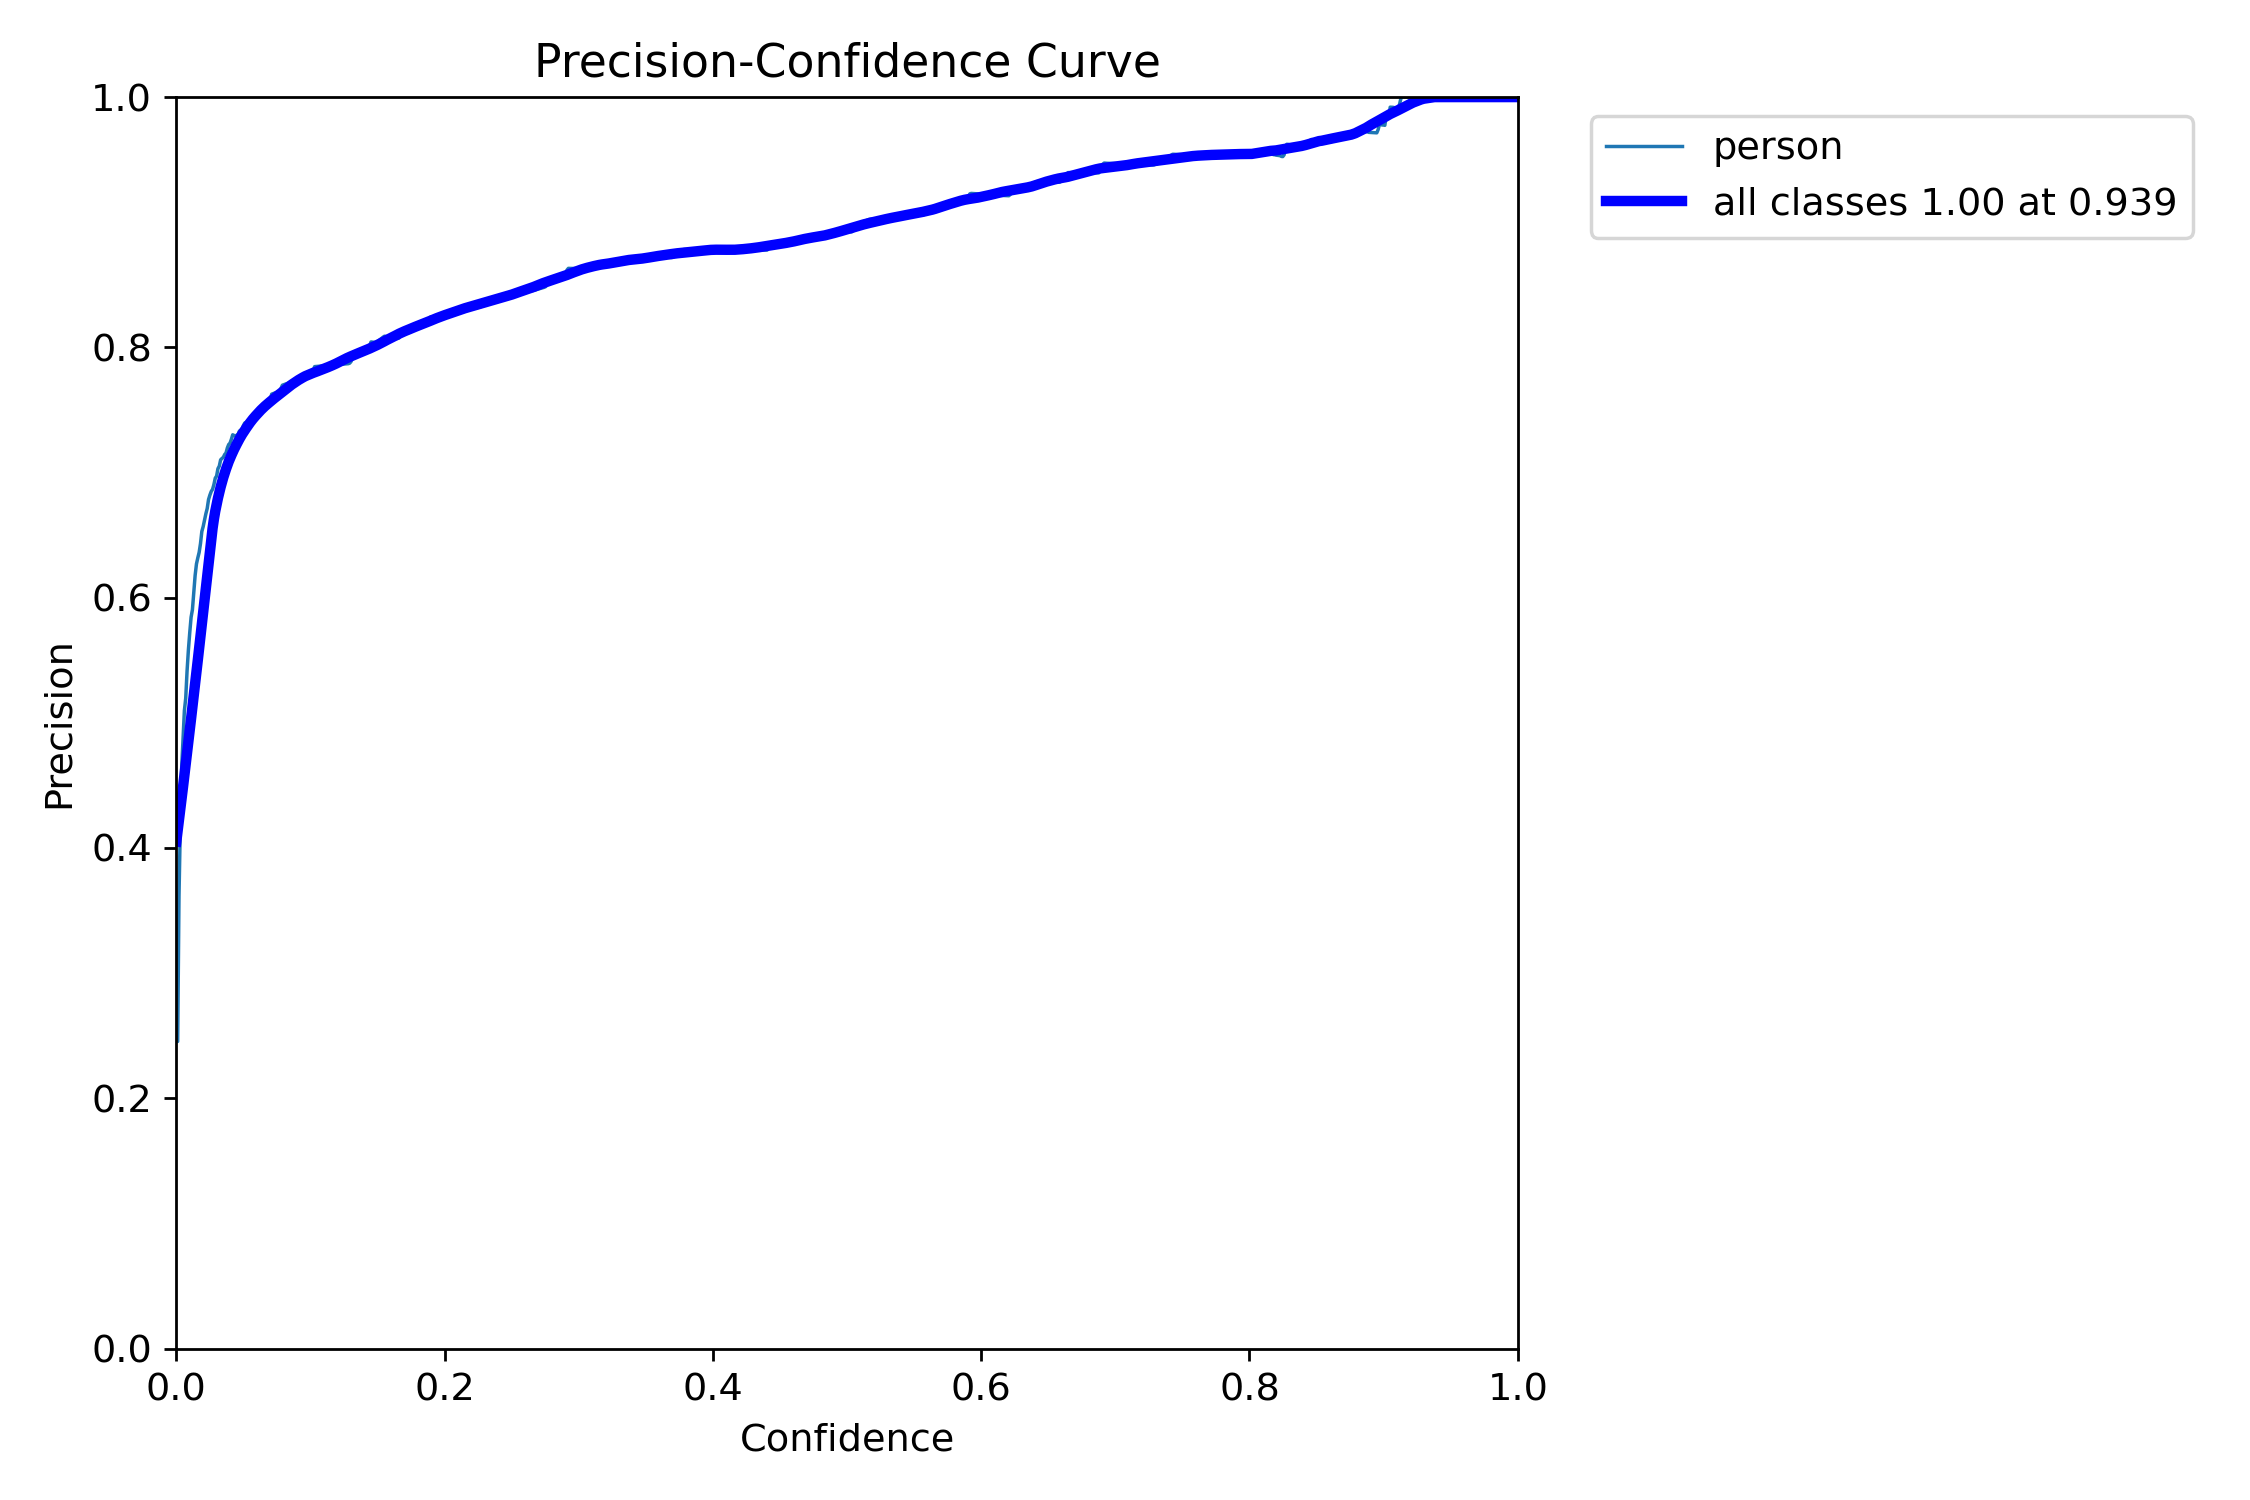 Precision-Confidence Curve
1.0
0.8
0.6
0.4
0.2
0.0
Precision
0.0 0.2 0.4 0.6 0.8 1.0
Confidence
person
all classes 1.00 at 0.939